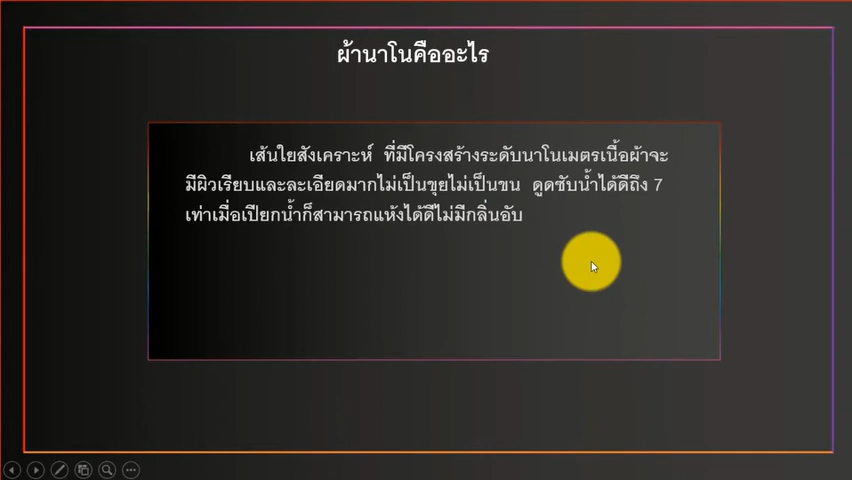 ผ้านาโนคืออะไร
เส้นใยสังเคราะห์ ที่มีโครงสร้างระดับนาโนเมตรเนื้อผ้าจะ
มีผิวเรียบและละเอียดมากไม่เป็นขุยไม่เป็นขน ดูดซับน้ำได้ดีถึง 7
เท่าเมื่อเปียกน้ำก็สามารถแห้งได้ดีไม่มีกลิ่นอับ